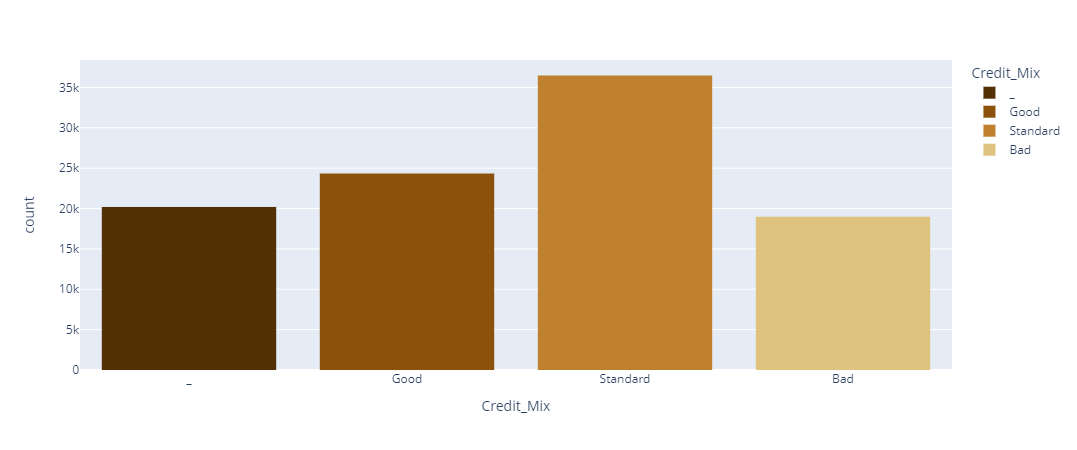 Credit_Mix
_
Good
Standard
Bad
35k
30k
25k
20k
15k
10k
5k
0
count
_ Good Standard Bad
Credit_Mix